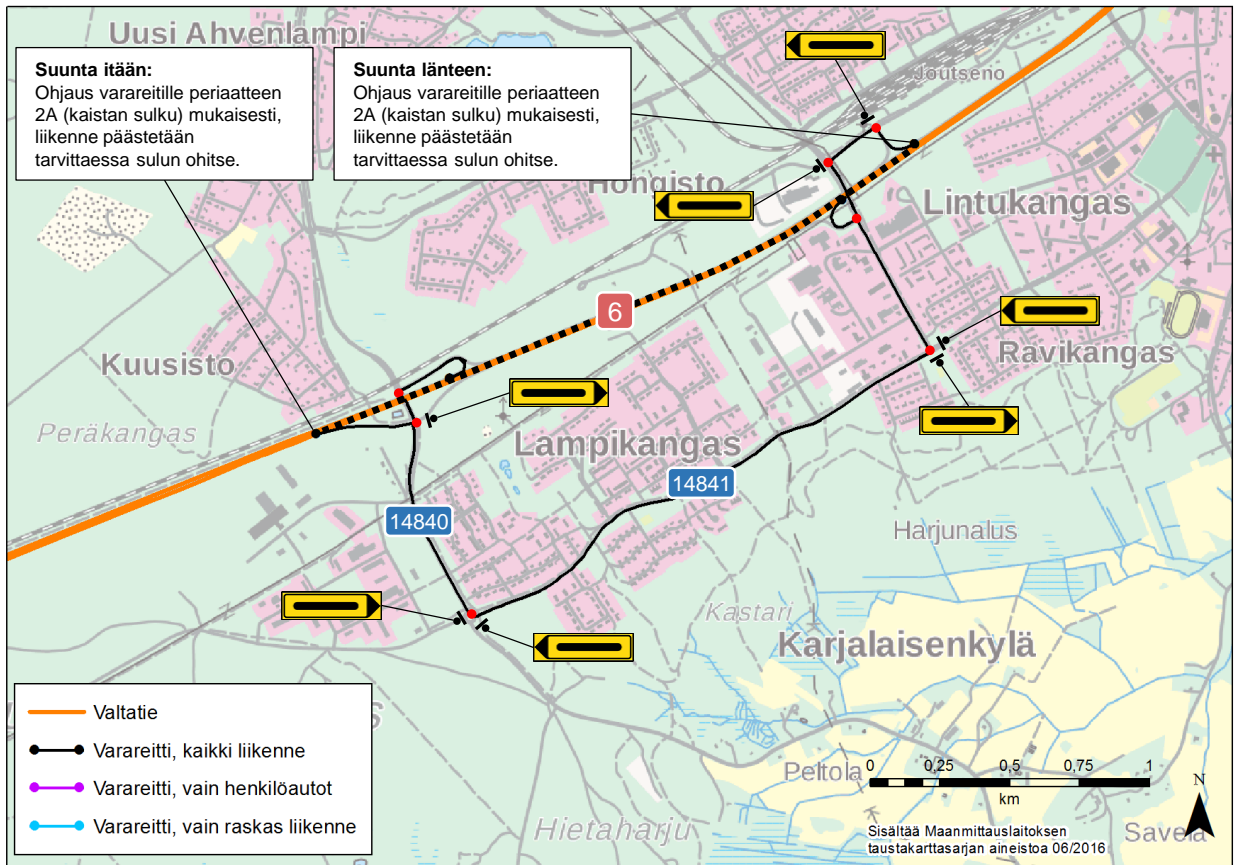 Uusi Ahvenlampi
Suunta itään:
Ohjaus varareitille periaatteen
2A (kaistan sulku) mukaisesti,
liikenne päästetään
tarvittaessa sulun ohitse.
Suunta länteen:
Ohjaus varareitille periaatteen
2A (kaistan sulku) mukaisesti,
liikenne päästetään
tarvittaessa sulun ohitse.
Joutseno
Hongisto
Lintukangas
6
Kuusisto
Ravikangas
Peräkangas
Lampikangas
14841
14840
Harjunalus
Kastari
Karjalaisenkylä
Valtatie
Varareitti, kaikki liikenne
Varareitti, vain henkilöautot
Varareitti, vain raskas liikenne
Peltola
0 0,25 0,5 0,75 1
km
N
Hietaharju
Sisältää Maanmittauslaitoksen
taustakarttasarjan aineistoa 06/2016
Savela